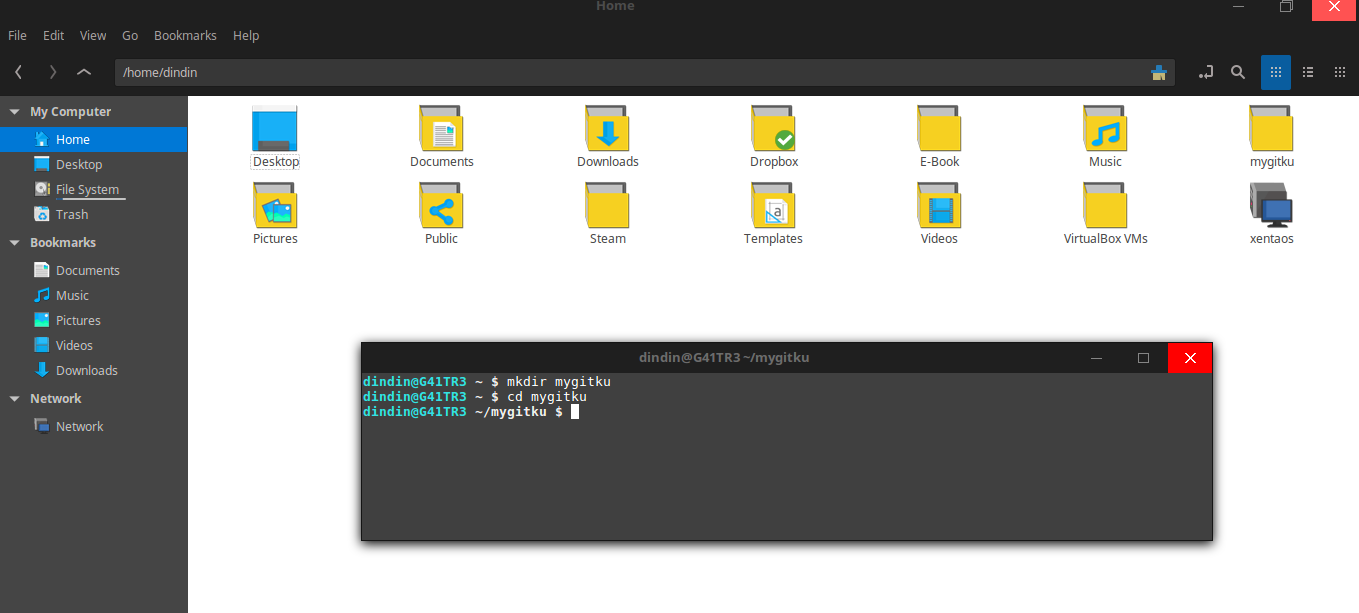 Home
File Edit View Go Bookmarks Help
/home/dindin
My Computer
Home
Desktop
File System
Trash
Bookmarks
Documents
Music
Pictures
Videos
Downloads
Network
Network
Desktop Documents Downloads Dropbox E-Book Music mygitku
Pictures Public Steam Templates Videos VirtualBox VMs xentaos
dindin@G41TR3 ~/mygitku
dindin@G41TR3 ~ $ mkdir mygitku
dindin@G41TR3 ~ $ cd mygitku
dindin@G41TR3 ~/mygitku $